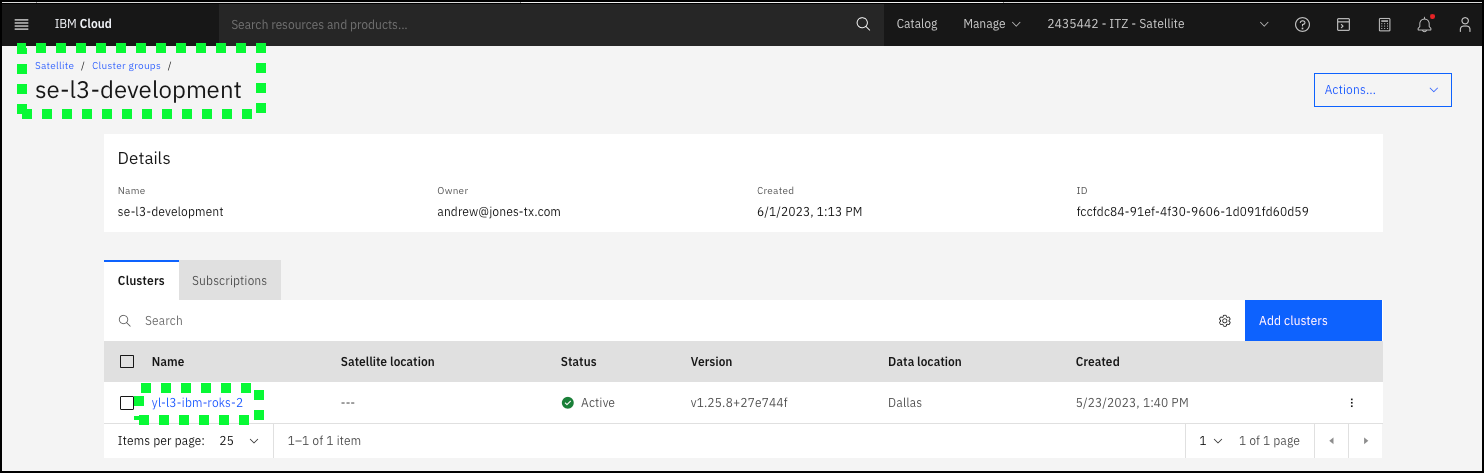 IBM Cloud Search resources and products... Catalog Manage 2435442 - ITZ - Satellite
Satellite / Cluster groups /
se-l3-development
Actions...
Details
Name Owner Created ID
se-l3-development andrew@jones-tx.com 6/1/2023, 1:13 PM fccfdc84-91ef-4f30-9606-1d091fd60d59
Clusters Subscriptions
Search Add clusters
Name Satellite location Status Version Data location Created
yl-l3-ibm-roks-2 --- Active v1.25.8+27e744f Dallas 5/23/2023, 1:40 PM
Items per page: 25 1–1 of 1 item 1 1 of 1 page